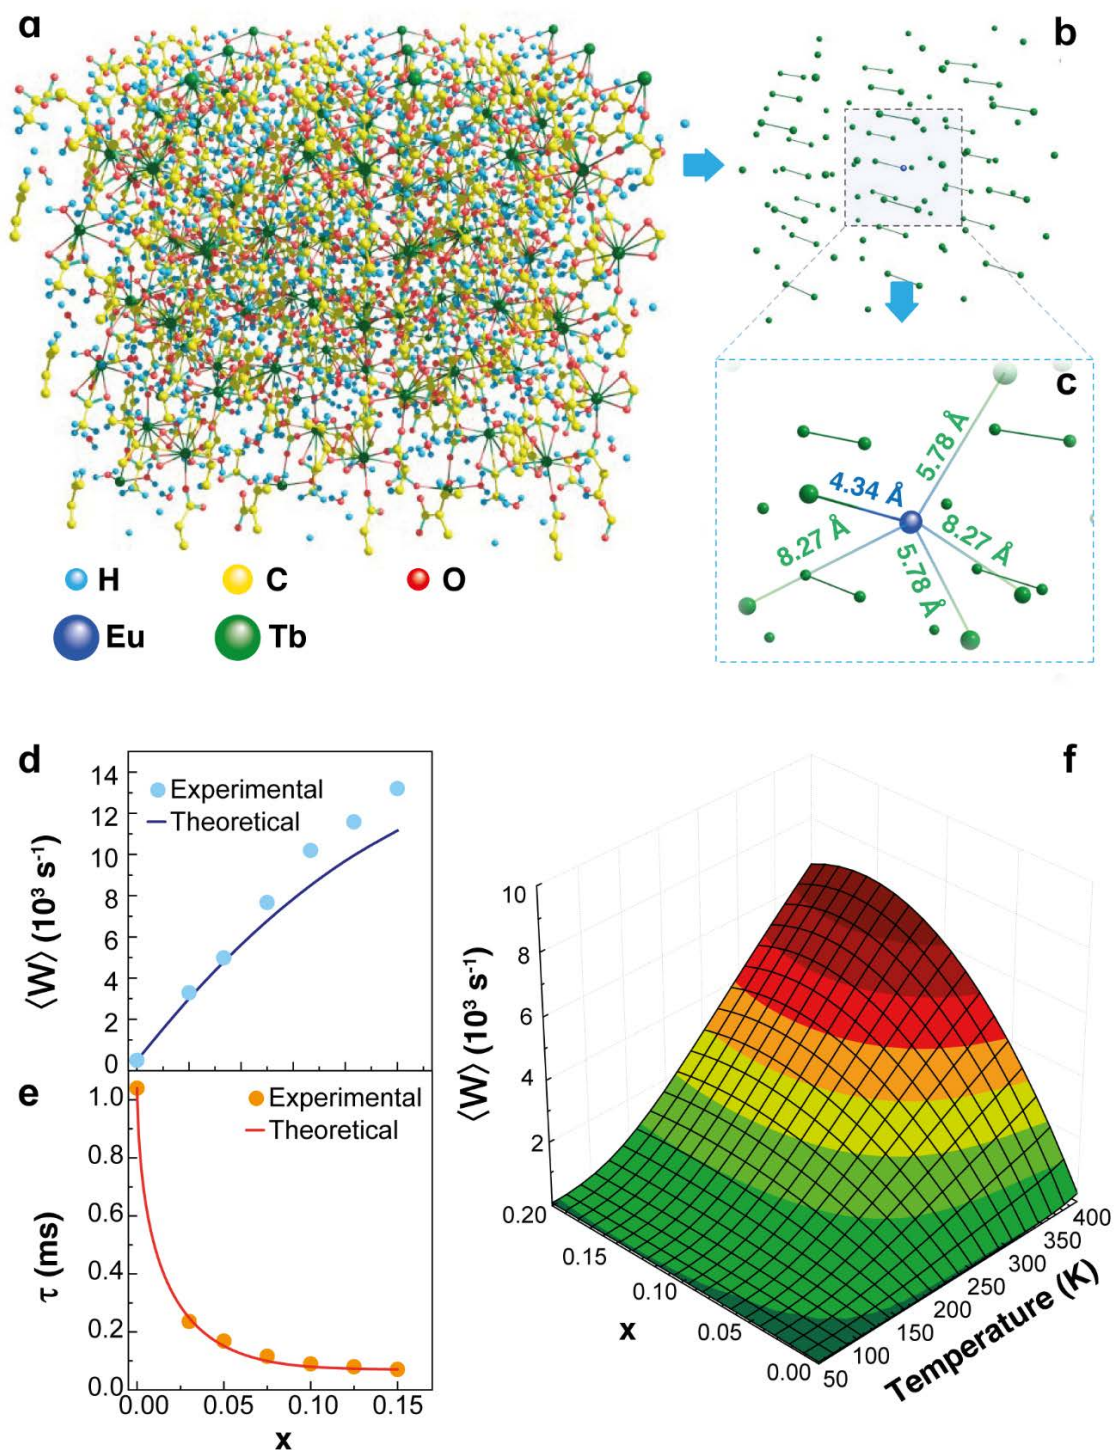 a
b
c
5.78 Å
4.34 Å
8.27 Å
8.27 Å
5.78 Å
H
C
O
Eu
Tb
d
Experimental
Theoretical
⟨W⟩ (10³ s⁻¹)
14
12
10
8
6
4
2
0
e
Experimental
Theoretical
τ (ms)
1.0
0.8
0.6
0.4
0.2
0.0
0.00 0.05 0.10 0.15
x
f
⟨W⟩ (10³ s⁻¹)
10
8
6
4
2
0.20
0.15
0.10
0.05
0.00
x
50
100
150
200
250
300
350
400
Temperature (K)